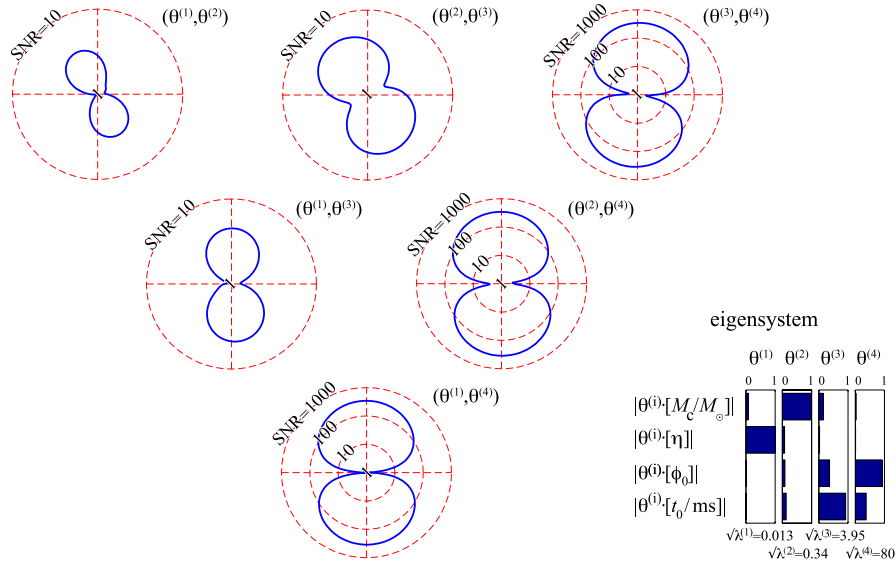 SNR=10
(θ⁽¹⁾,θ⁽²⁾)
1
SNR=10
(θ⁽²⁾,θ⁽³⁾)
1
SNR=1000
100
10
1
(θ⁽³⁾,θ⁽⁴⁾)
SNR=10
(θ⁽¹⁾,θ⁽³⁾)
1
SNR=1000
100
10
1
(θ⁽²⁾,θ⁽⁴⁾)
SNR=1000
100
10
1
(θ⁽¹⁾,θ⁽⁴⁾)
eigensystem
θ⁽¹⁾ θ⁽²⁾ θ⁽³⁾ θ⁽⁴⁾
0 1 0 1 0 1 0 1
|θ⁽ⁱ⁾·[M_c/M_⊙]|
|θ⁽ⁱ⁾·[η]|
|θ⁽ⁱ⁾·[ϕ₀]|
|θ⁽ⁱ⁾·[t₀/ms]|
√λ⁽¹⁾=0.013 √λ⁽³⁾=3.95
√λ⁽²⁾=0.34 √λ⁽⁴⁾=80